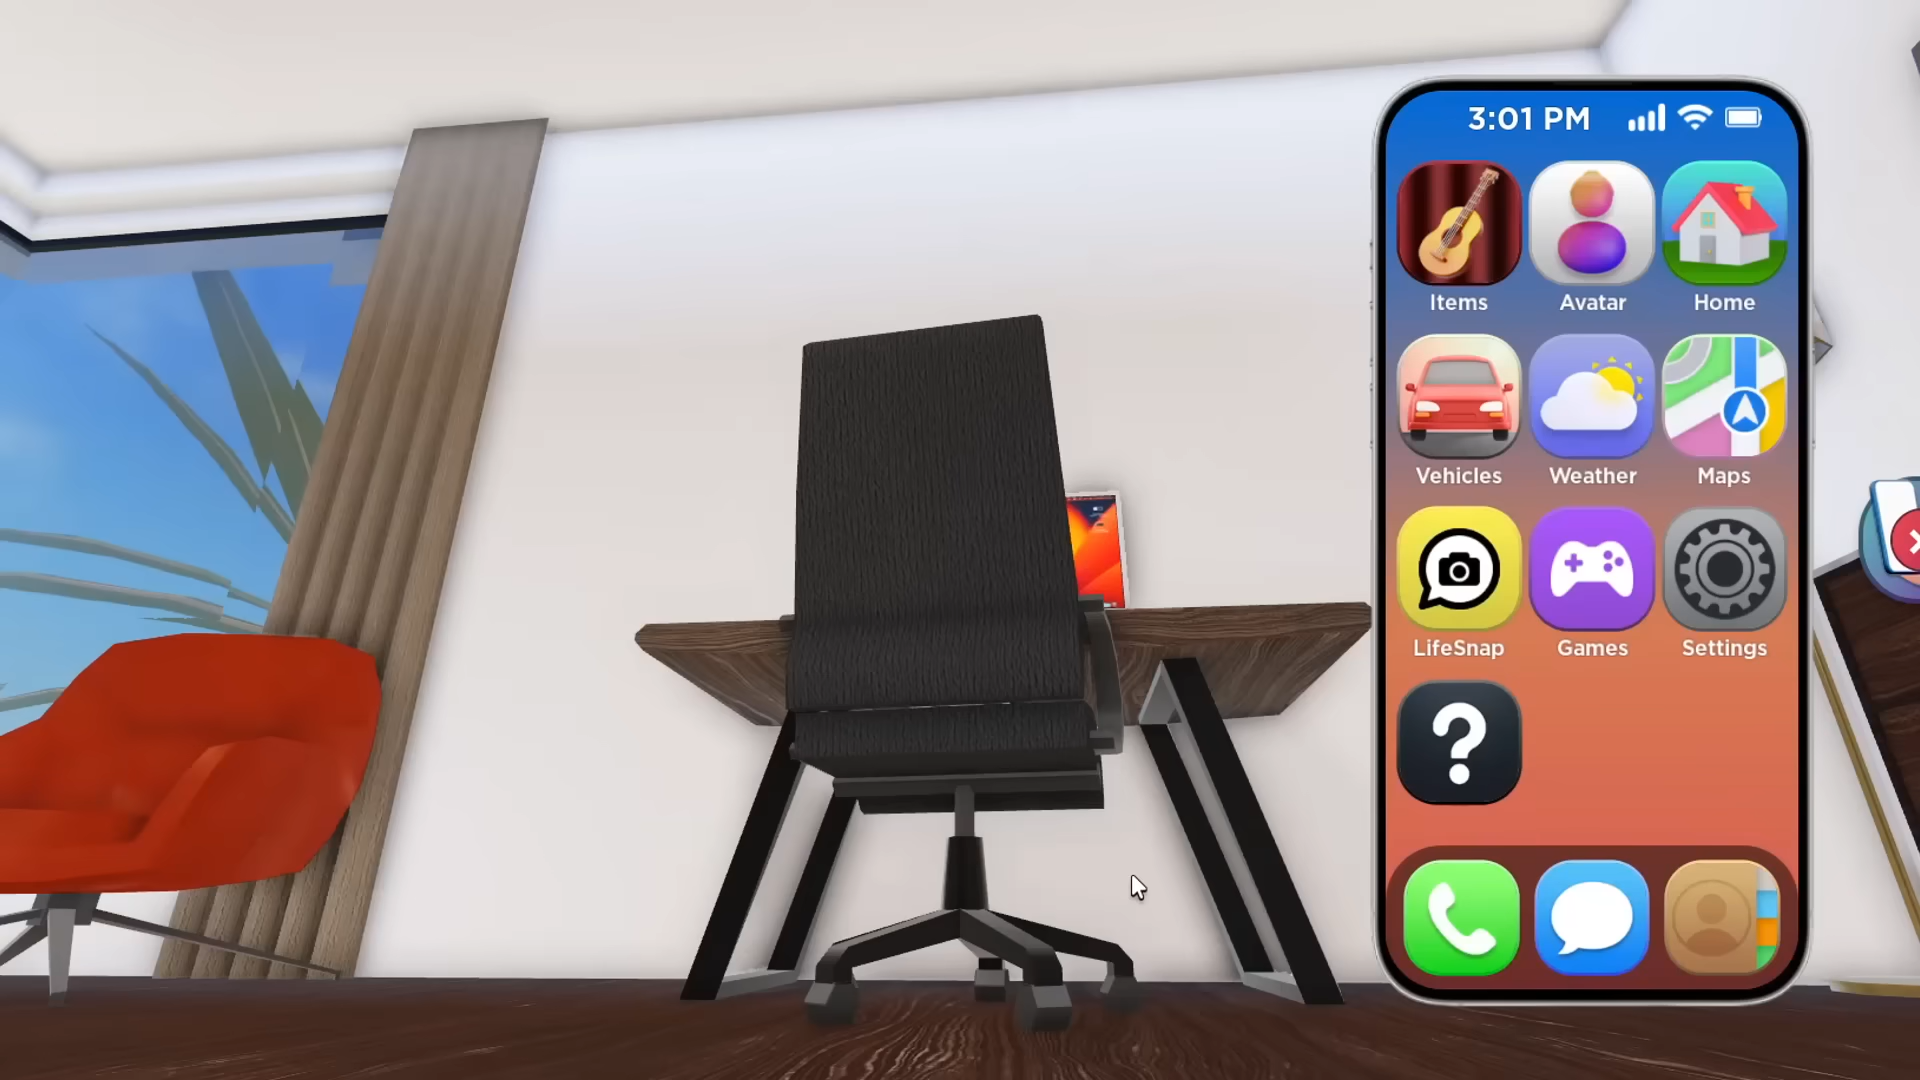 3:01 PM
Items Avatar Home
Vehicles Weather Maps
LifeSnap Games Settings
?